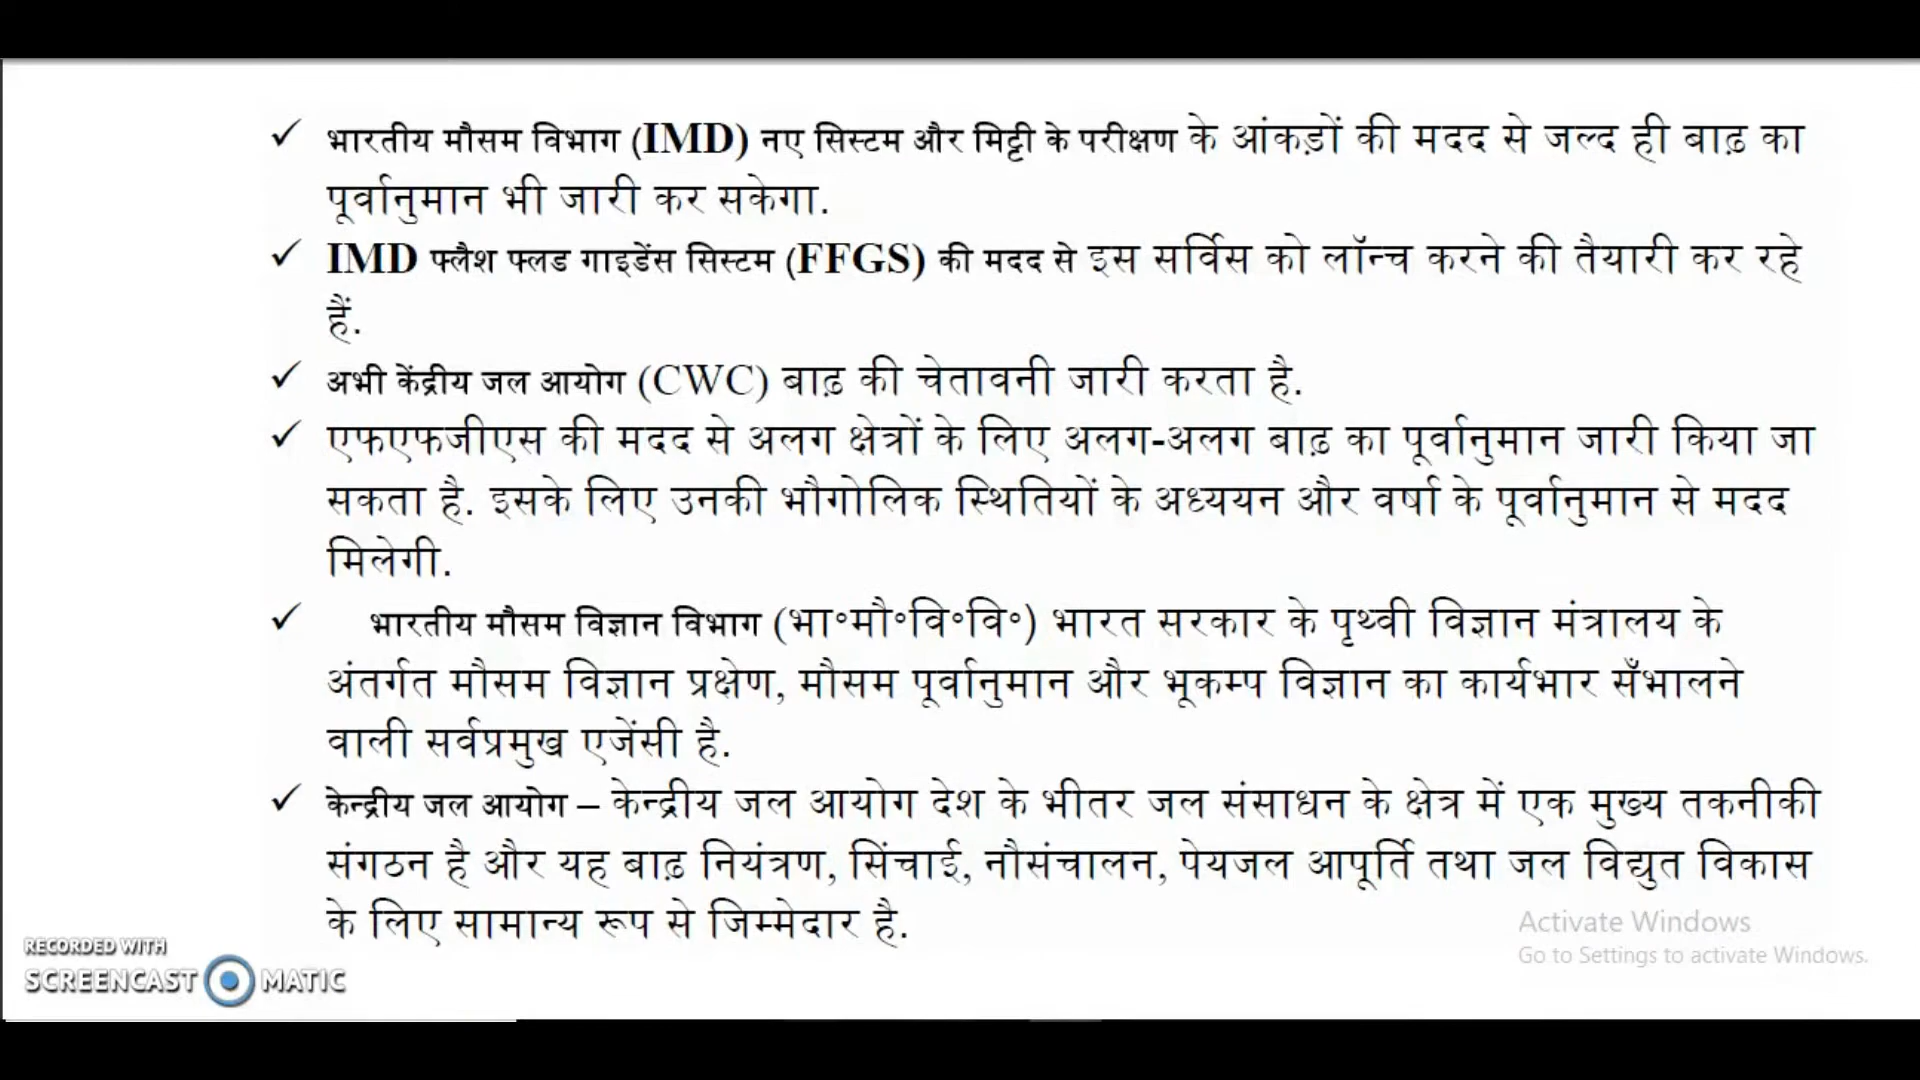 ✓ भारतीय मौसम विभाग (IMD) नए सिस्टम और मिट्टी के परीक्षण के आंकड़ों की मदद से जल्द ही बाढ़ का
पूर्वानुमान भी जारी कर सकेगा.
✓ IMD फ्लैश फ्लड गाइडेंस सिस्टम (FFGS) की मदद से इस सर्विस को लॉन्च करने की तैयारी कर रहे
हैं.
✓ अभी केंद्रीय जल आयोग (CWC) बाढ़ की चेतावनी जारी करता है.
✓ एफएफजीएस की मदद से अलग क्षेत्रों के लिए अलग-अलग बाढ़ का पूर्वानुमान जारी किया जा
सकता है. इसके लिए उनकी भौगोलिक स्थितियों के अध्ययन और वर्षा के पूर्वानुमान से मदद
मिलेगी.
✓ भारतीय मौसम विज्ञान विभाग (भा॰मौ॰वि॰वि॰) भारत सरकार के पृथ्वी विज्ञान मंत्रालय के
अंतर्गत मौसम विज्ञान प्रक्षेण, मौसम पूर्वानुमान और भूकम्प विज्ञान का कार्यभार सँभालने
वाली सर्वप्रमुख एजेंसी है.
✓ केन्द्रीय जल आयोग – केन्द्रीय जल आयोग देश के भीतर जल संसाधन के क्षेत्र में एक मुख्य तकनीकी
संगठन है और यह बाढ़ नियंत्रण, सिंचाई, नौसंचालन, पेयजल आपूर्ति तथा जल विद्युत विकास
के लिए सामान्य रूप से जिम्मेदार है.
Activate Windows
Go to Settings to activate Windows.
RECORDED WITH
SCREENCAST MATIC